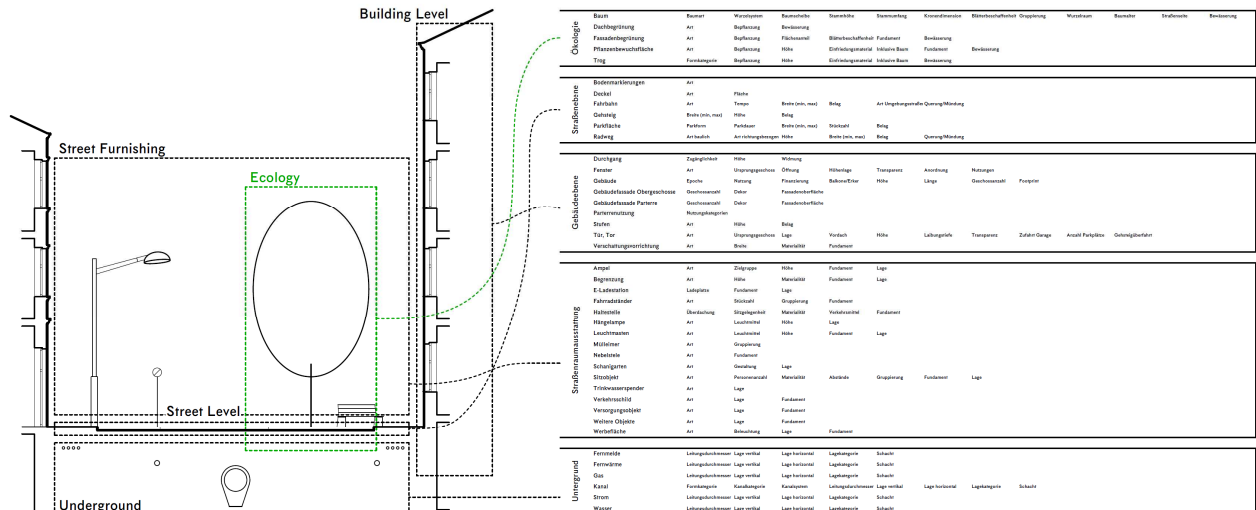 Building Level
Street Furnishing
Ecology
Street Level
Underground
Ökologie
Baum Baumart Wurzelsystem Baumscheibe Stammhöhe Stammumfang Kronendimension Blätterbeschaffenheit Gruppierung Wurzelraum Baumalter Straßenseite Bewässerung
Dachbegrünung Art Bepflanzung Bewässerung
Fassadenbegrünung Art Bepflanzung Flächenanteil Blätterbeschaffenheit Fundament Bewässerung
Pflanzenbewuchsfläche Art Bepflanzung Höhe Einfriedungsmaterial Inklusive Baum Fundament Bewässerung
Trog Formkategorie Bepflanzung Höhe Einfriedungsmaterial Inklusive Baum Bewässerung
Straßenebene
Bodenmarkierungen Art
Deckel Art Fläche
Fahrbahn Art Tempo Breite (min, max) Belag Art Umgebungsstraßen Querung/Mündung
Gehsteig Breite (min, max) Höhe Belag
Parkfläche Parkform Parkdauer Breite (min, max) Stückzahl Belag
Radweg Art baulich Art richtungsbezogen Höhe Breite (min, max) Belag Querung/Mündung
Gebäudeebene
Durchgang Zugänglichkeit Höhe Widmung
Fenster Art Ursprungsgeschoss Öffnung Höhenlage Transparenz Anordnung Nutzungen
Gebäude Epoche Nutzung Finanzierung Balkone/Erker Höhe Länge Geschossanzahl Footprint
Gebäudefassade Obergeschosse Geschossanzahl Dekor Fassadenoberfläche
Gebäudefassade Parterre Geschossanzahl Dekor Fassadenoberfläche
Parterrenutzung Nutzungskategorien
Stufen Art Höhe Belag
Tür, Tor Art Ursprungsgeschoss Lage Vordach Höhe Laibungstiefe Transparenz Zufahrt Garage Anzahl Parkplätze Gehsteigüberfahrt
Verschattungsvorrichtung Art Breite Materialität Fundament
Straßenraumausstattung
Ampel Art Zielgruppe Höhe Fundament Lage
Begrenzung Art Höhe Materialität Fundament Lage
E-Ladestation Ladeplätze Fundament Lage
Fahrradständer Art Stückzahl Gruppierung Fundament
Haltestelle Überdachung Sitzgelegenheit Materialität Verkehrsmittel Fundament
Hängelampe Art Leuchtmittel Höhe Lage
Leuchtmasten Art Leuchtmittel Höhe Fundament Lage
Mülleimer Art Gruppierung
Nebelstele Art Fundament
Schanigarten Art Gestaltung Lage
Sitzobjekt Art Personenanzahl Materialität Abstände Gruppierung Fundament Lage
Trinkwasserspender Art Lage
Verkehrsschild Art Lage Fundament
Versorgungsobjekt Art Lage Fundament
Weitere Objekte Art Lage Fundament
Werbefläche Art Beleuchtung Lage Fundament
Untergrund
Fernmelde Leitungsdurchmesser Lage vertikal Lage horizontal Lagekategorie Schacht
Fernwärme Leitungsdurchmesser Lage vertikal Lage horizontal Lagekategorie Schacht
Gas Leitungsdurchmesser Lage vertikal Lage horizontal Lagekategorie Schacht
Kanal Formkategorie Kanalkategorie Kanalsystem Leitungsdurchmesser Lage vertikal Lage horizontal Lagekategorie Schacht
Strom Leitungsdurchmesser Lage vertikal Lage horizontal Lagekategorie Schacht
Wasser Leitungsdurchmesser Lage vertikal Lage horizontal Lagekategorie Schacht